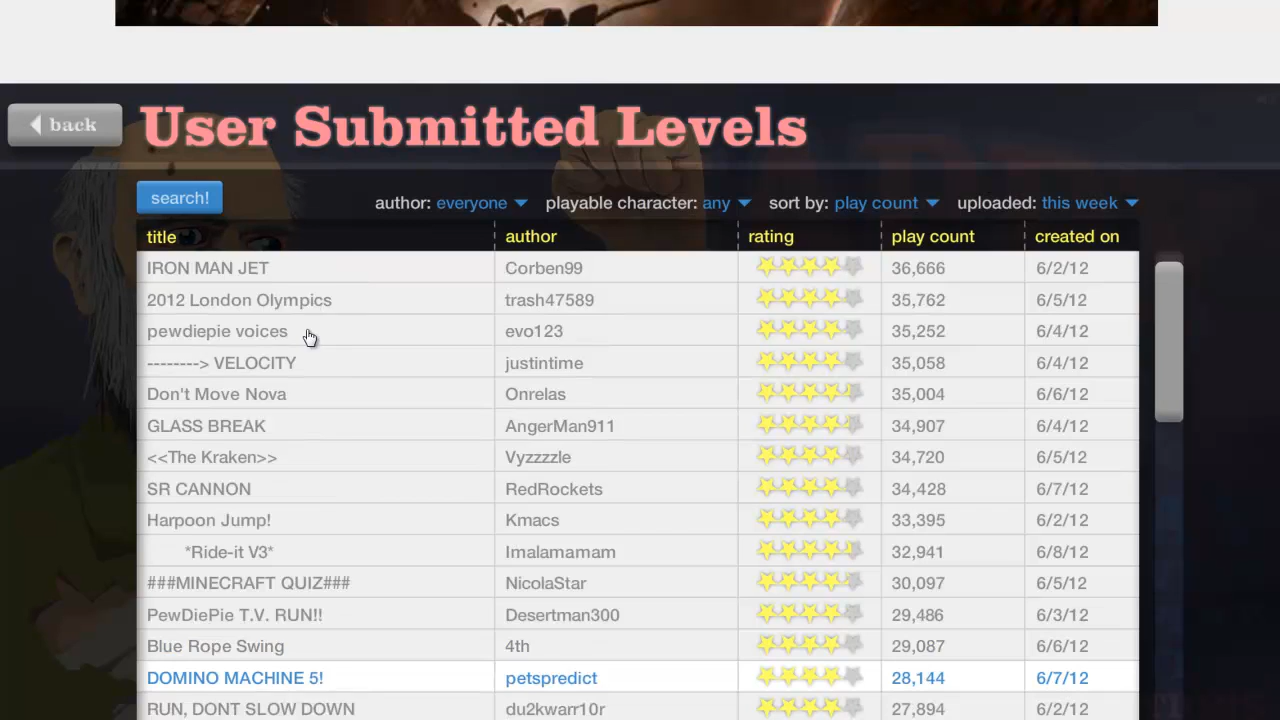 back
User Submitted Levels
search! author: everyone playable character: any sort by: play count uploaded: this week
title author rating play count created on
IRON MAN JET Corben99 36,666 6/2/12
2012 London Olympics trash47589 35,762 6/5/12
pewdiepie voices evo123 35,252 6/4/12
--------> VELOCITY justintime 35,058 6/4/12
Don't Move Nova Onrelas 35,004 6/6/12
GLASS BREAK AngerMan911 34,907 6/4/12
<<The Kraken>> Vyzzzzle 34,720 6/5/12
SR CANNON RedRockets 34,428 6/7/12
Harpoon Jump! Kmacs 33,395 6/2/12
*Ride-it V3* Imalamamam 32,941 6/8/12
###MINECRAFT QUIZ### NicolaStar 30,097 6/5/12
PewDiePie T.V. RUN!! Desertman300 29,486 6/3/12
Blue Rope Swing 4th 29,087 6/6/12
DOMINO MACHINE 5! petspredict 28,144 6/7/12
RUN, DONT SLOW DOWN du2kwarr10r 27,894 6/2/12